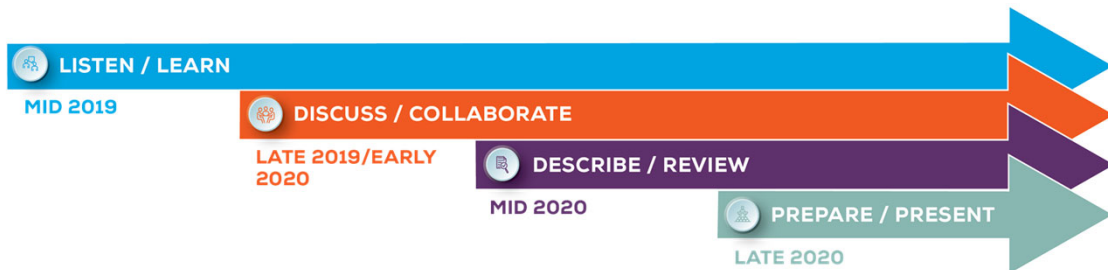 LISTEN / LEARN
MID 2019
DISCUSS / COLLABORATE
LATE 2019/EARLY
2020
DESCRIBE / REVIEW
MID 2020
PREPARE / PRESENT
LATE 2020